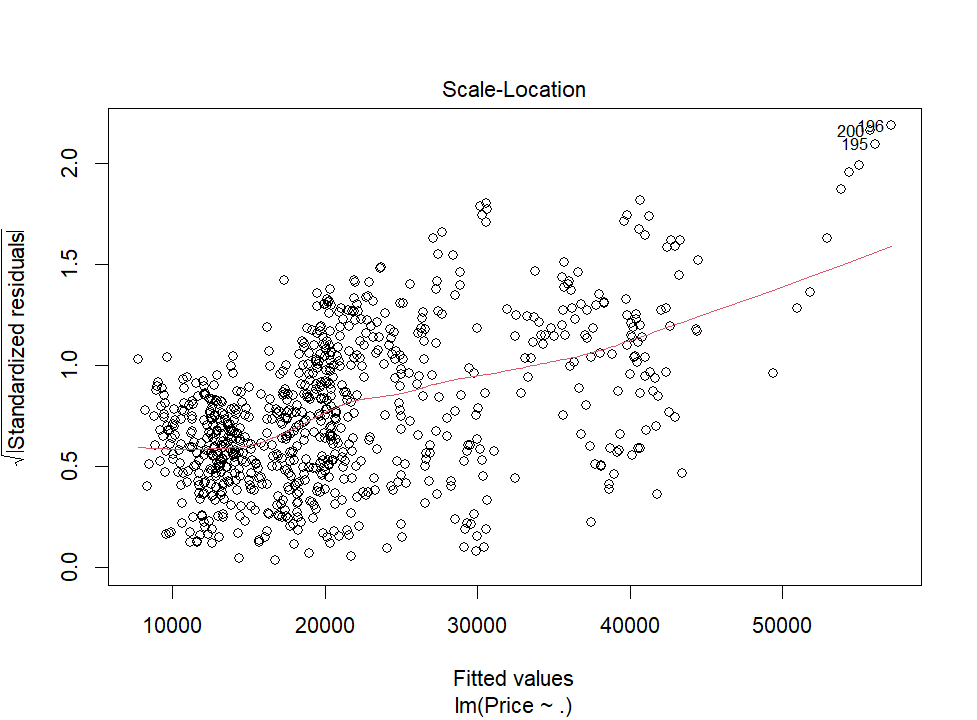 Scale-Location
√|Standardized residuals|
2.0
1.5
1.0
0.5
0.0
200
196
195
10000 20000 30000 40000 50000
Fitted values
lm(Price ~ .)